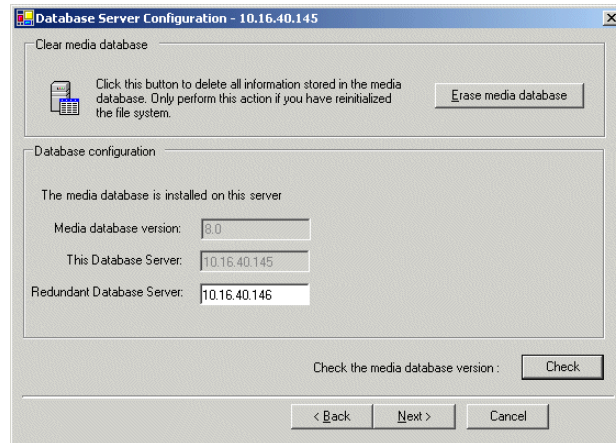 Database Server Configuration - 10.16.40.145
Clear media database
Click this button to delete all information stored in the media
database. Only perform this action if you have reinitialized
the file system.
Erase media database
Database configuration
The media database is installed on this server
Media database version:
8.0
This Database Server:
10.16.40.145
Redundant Database Server:
10.16.40.146
Check the media database version :
Check
< Back
Next >
Cancel